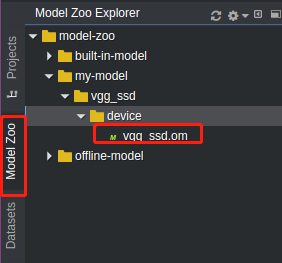 Model Zoo Explorer
model-zoo
built-in-model
my-model
vgg_ssd
device
vgg_ssd.om
offline-model
Projects
Model Zoo
Datasets